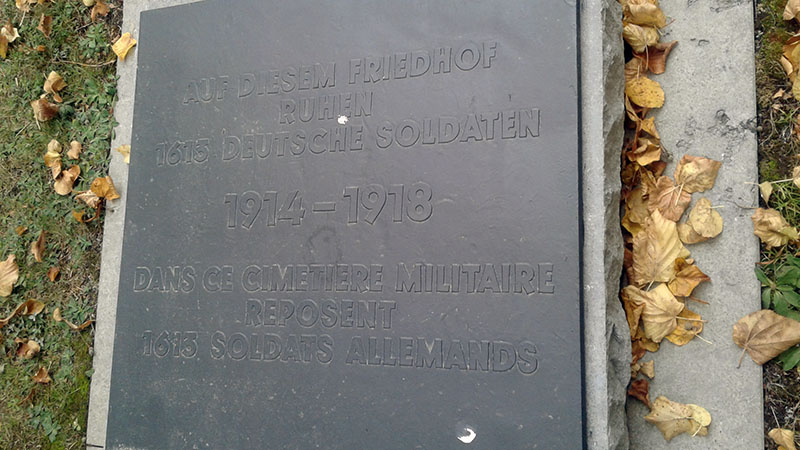 AUF DIESEM FRIEDHOF
RUHEN
1613 DEUTSCHE SOLDATEN
1914 – 1918
DANS CE CIMETIERE MILITAIRE
REPOSENT
1613 SOLDATS ALLEMANDS